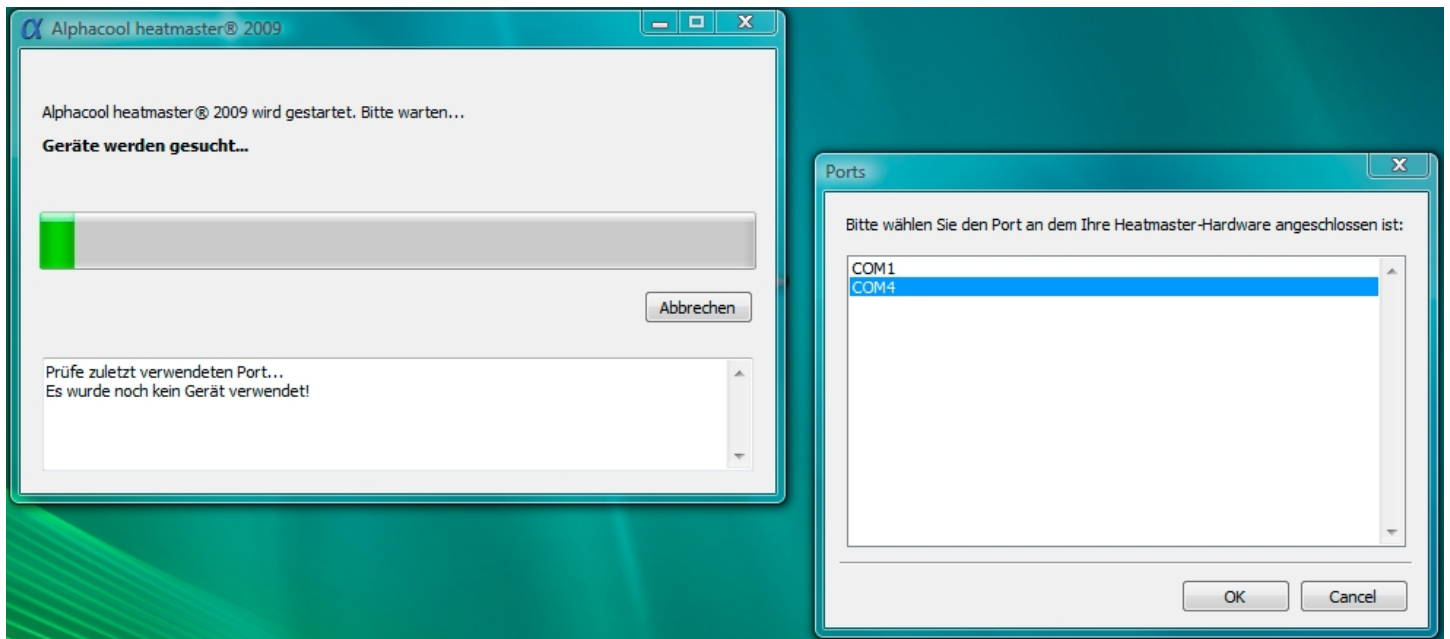 Alphacool heatmaster® 2009
Alphacool heatmaster® 2009 wird gestartet. Bitte warten...
Geräte werden gesucht...
Abbrechen
Prüfe zuletzt verwendeten Port...
Es wurde noch kein Gerät verwendet!
Ports
Bitte wählen Sie den Port an dem Ihre Heatmaster-Hardware angeschlossen ist:
COM1
COM4
OK
Cancel